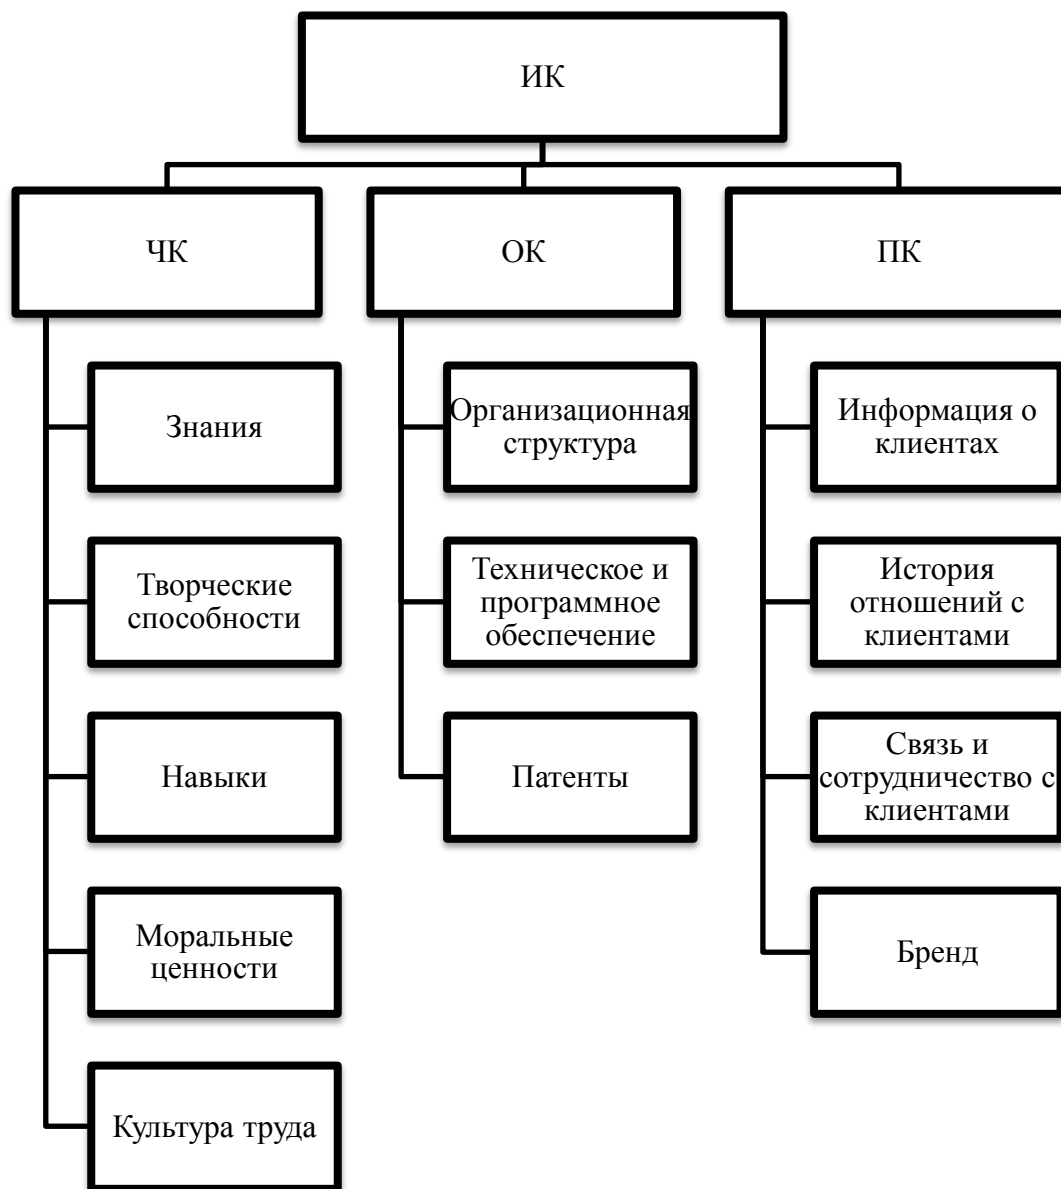 ИК
ЧК
ОК
ПК
Знания
Творческие
способности
Навыки
Моральные
ценности
Культура труда
Организационная
структура
Техническое и
программное
обеспечение
Патенты
Информация о
клиентах
История
отношений с
клиентами
Связь и
сотрудничество с
клиентами
Бренд